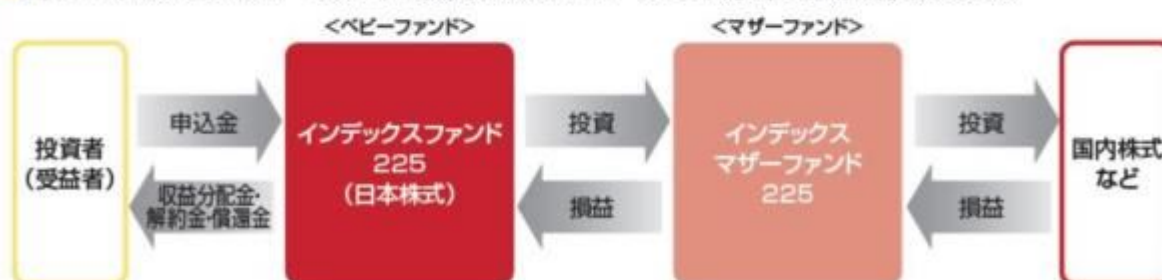 <ベビーファンド>
<マザーファンド>
投資者
(受益者)
申込金
収益分配金・
解約金・償還金
インデックスファンド
225
(日本株式)
投資
損益
インデックス
マザーファンド
225
投資
損益
国内株式
など